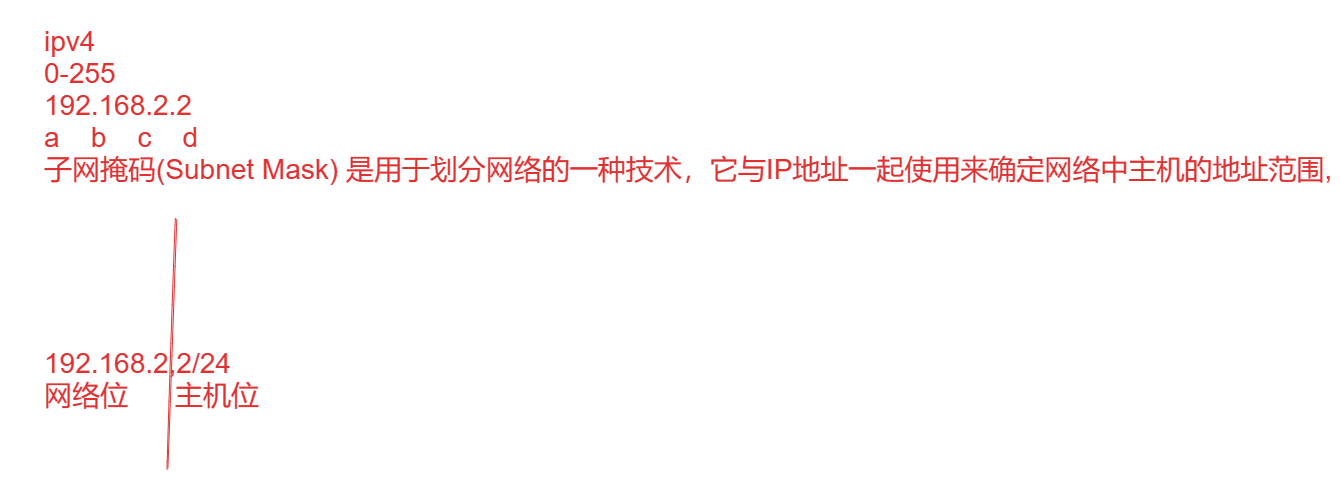 ipv4
0-255
192.168.2.2
a b c d
子网掩码(Subnet Mask) 是用于划分网络的一种技术，它与IP地址一起使用来确定网络中主机的地址范围,
192.168.2.2/24
网络位 主机位